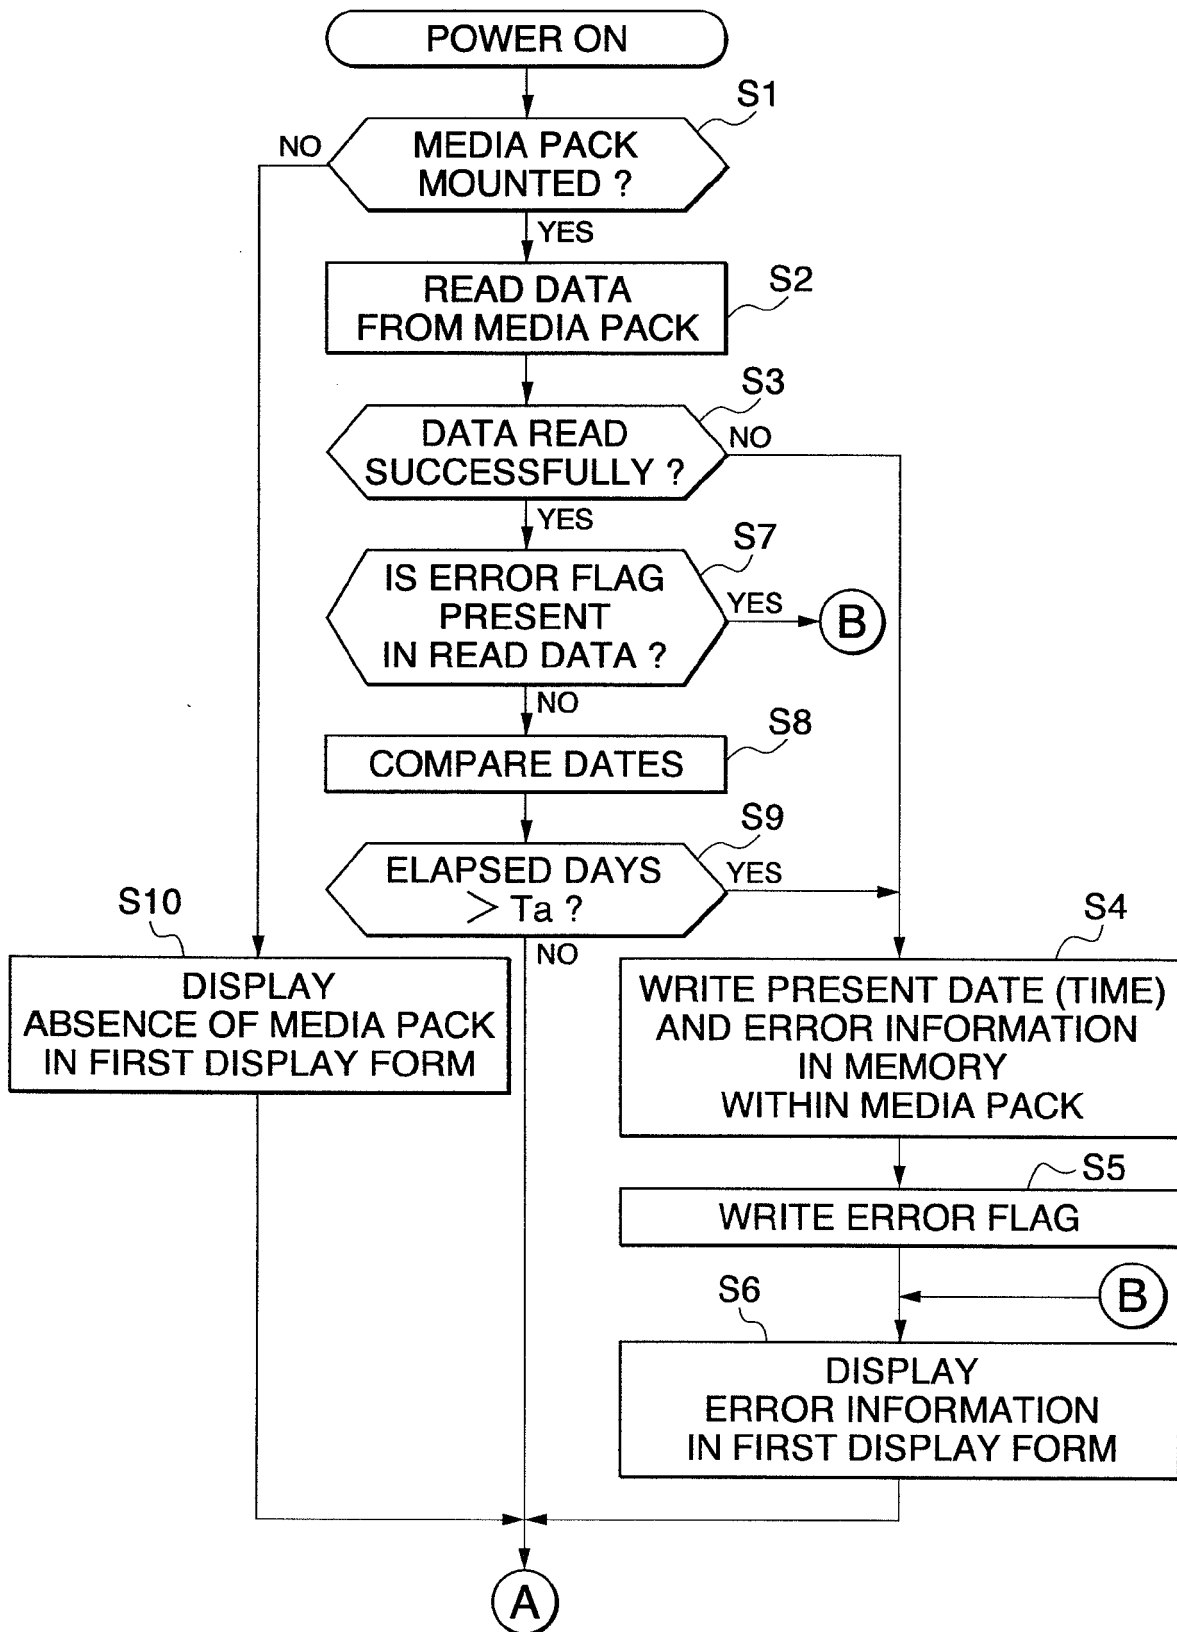 POWER ON
S1
MEDIA PACK
MOUNTED ?
NO
YES
S2
READ DATA
FROM MEDIA PACK
S3
DATA READ
SUCCESSFULLY ?
NO
YES
S7
IS ERROR FLAG
PRESENT
IN READ DATA ?
YES
B
NO
S8
COMPARE DATES
S9
ELAPSED DAYS
> Ta ?
YES
NO
S10
DISPLAY
ABSENCE OF MEDIA PACK
IN FIRST DISPLAY FORM
S4
WRITE PRESENT DATE (TIME)
AND ERROR INFORMATION
IN MEMORY
WITHIN MEDIA PACK
S5
WRITE ERROR FLAG
B
S6
DISPLAY
ERROR INFORMATION
IN FIRST DISPLAY FORM
A